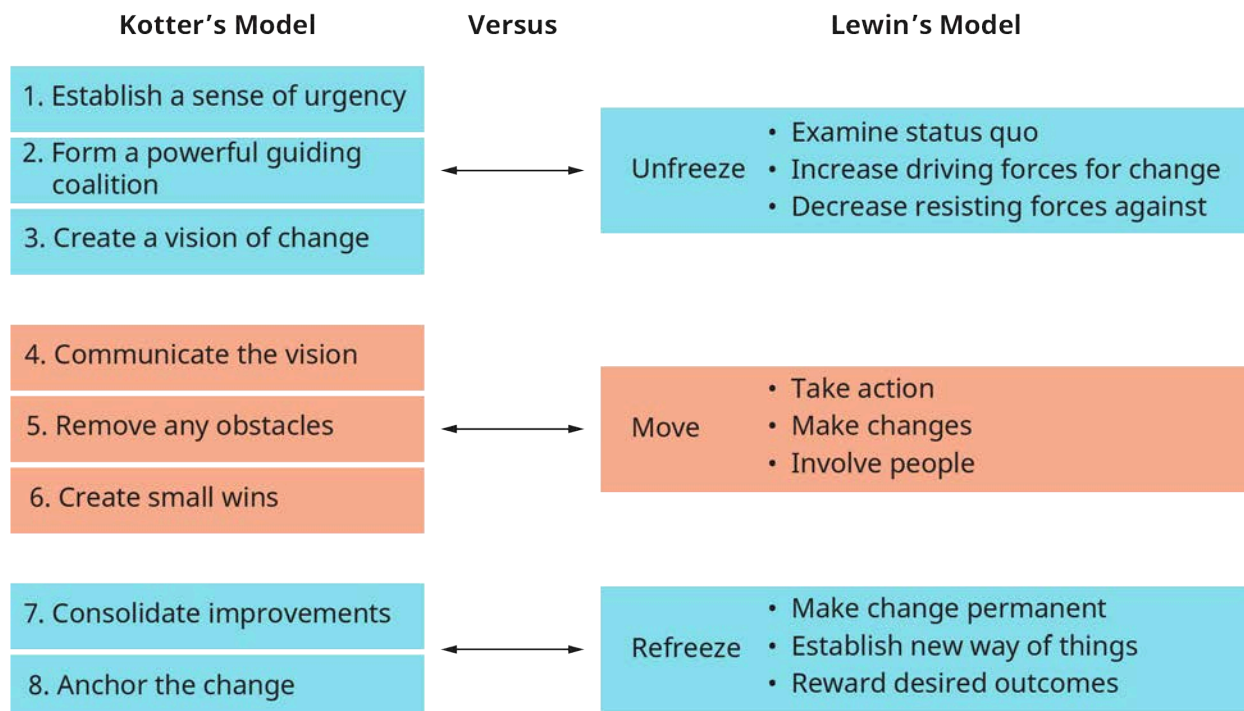 Kotter’s Model Versus Lewin’s Model
1. Establish a sense of urgency
2. Form a powerful guiding
coalition
3. Create a vision of change
Unfreeze
• Examine status quo
• Increase driving forces for change
• Decrease resisting forces against
4. Communicate the vision
5. Remove any obstacles
6. Create small wins
Move
• Take action
• Make changes
• Involve people
7. Consolidate improvements
8. Anchor the change
Refreeze
• Make change permanent
• Establish new way of things
• Reward desired outcomes